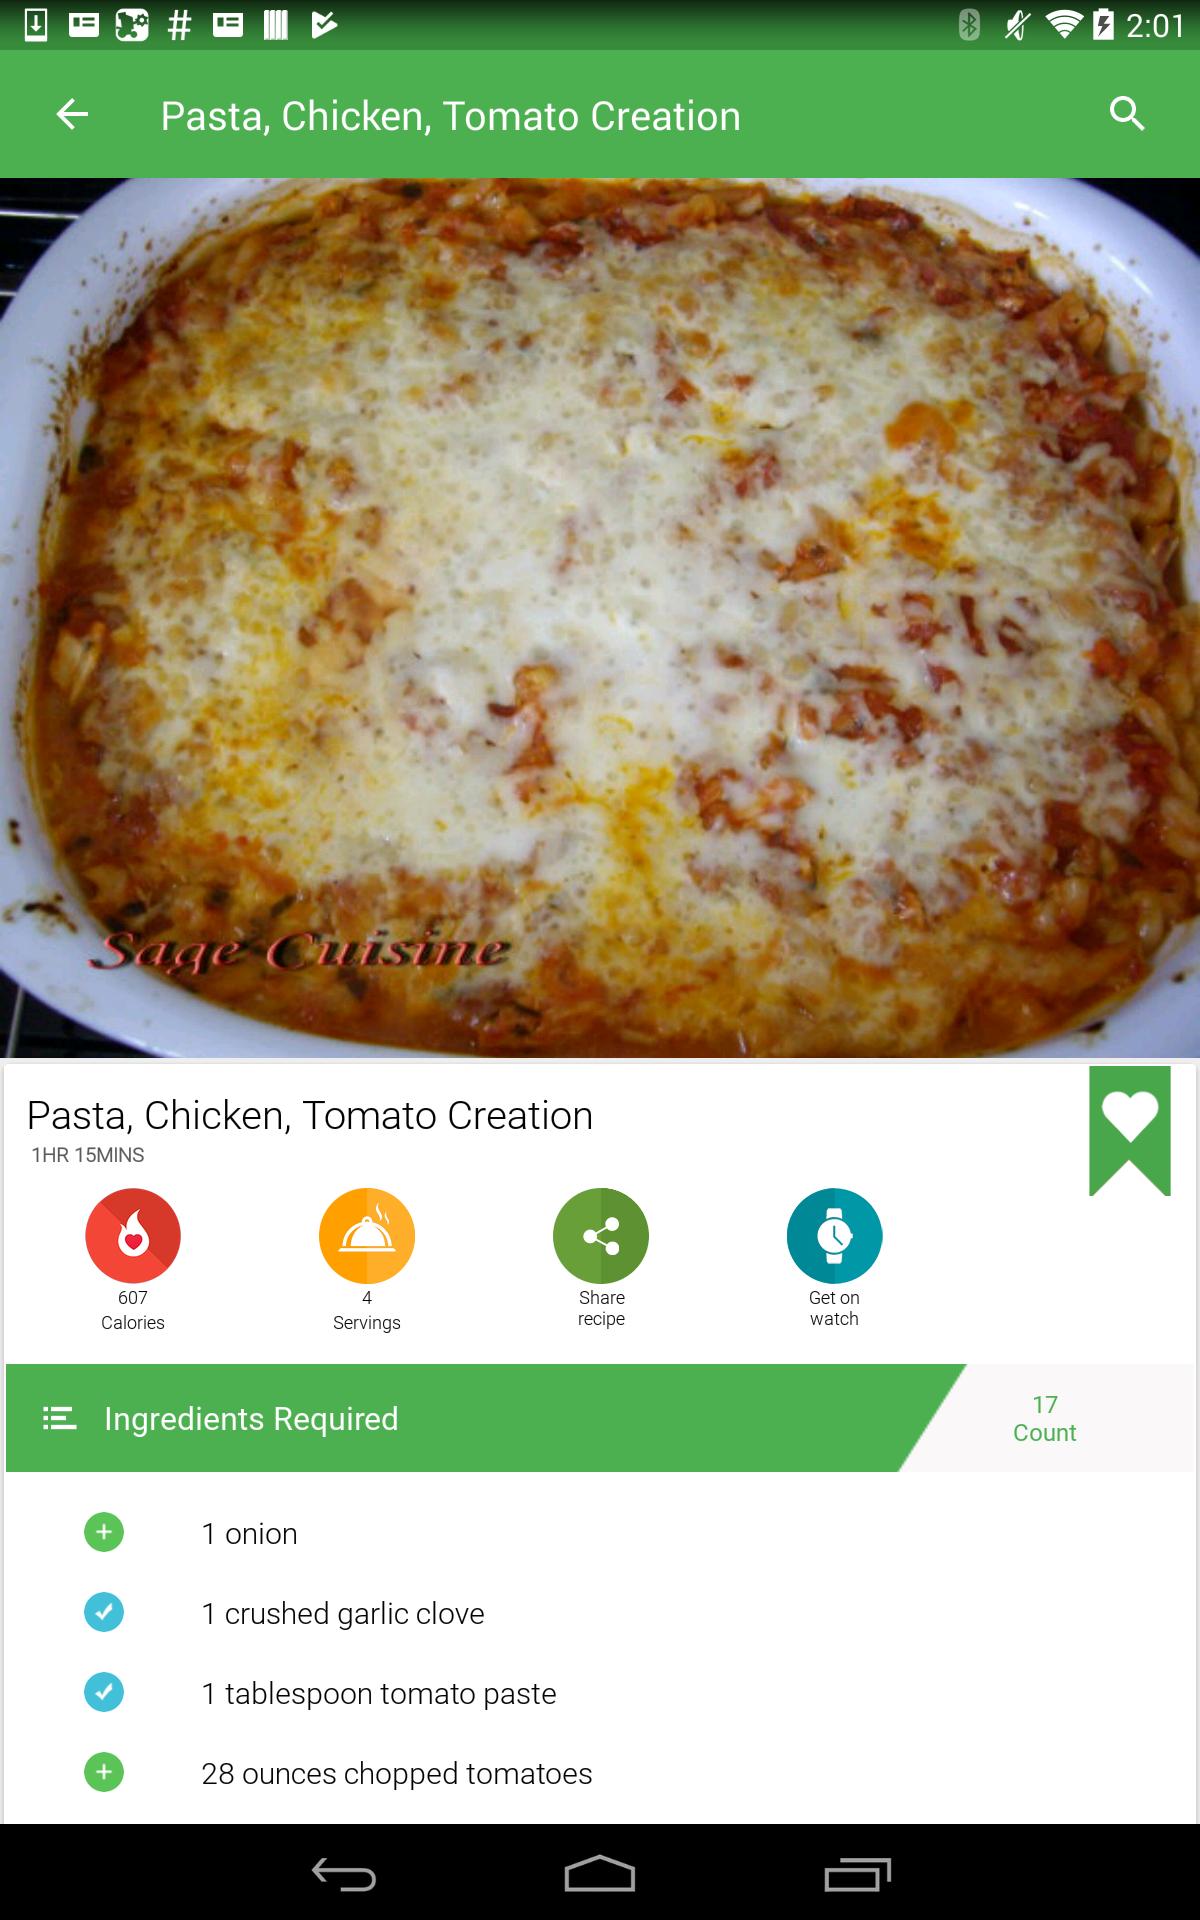 2:01
Pasta, Chicken, Tomato Creation
Sage Cuisine
Pasta, Chicken, Tomato Creation
1HR 15MINS
607
Calories
4
Servings
Share
recipe
Get on
watch
Ingredients Required
17
Count
1 onion
1 crushed garlic clove
1 tablespoon tomato paste
28 ounces chopped tomatoes